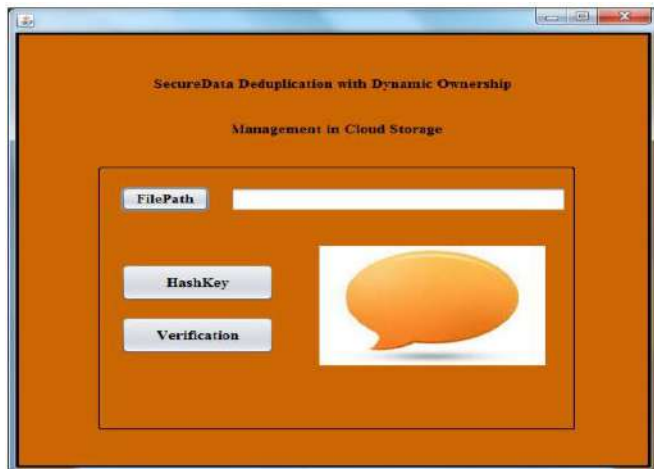 SecureData Deduplication with Dynamic Ownership
Management in Cloud Storage
FilePath
HashKey
Verification